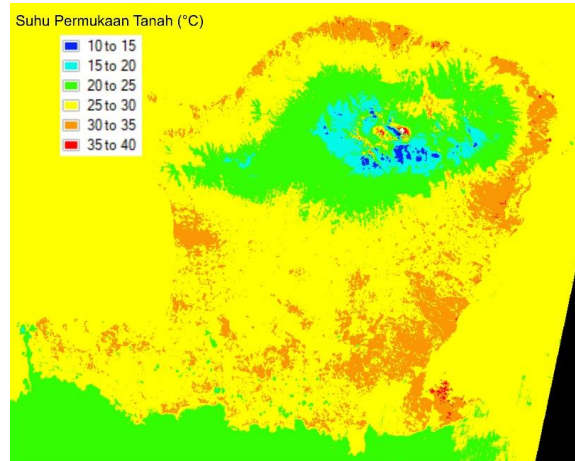 Suhu Permukaan Tanah (°C)
10 to 15
15 to 20
20 to 25
25 to 30
30 to 35
35 to 40